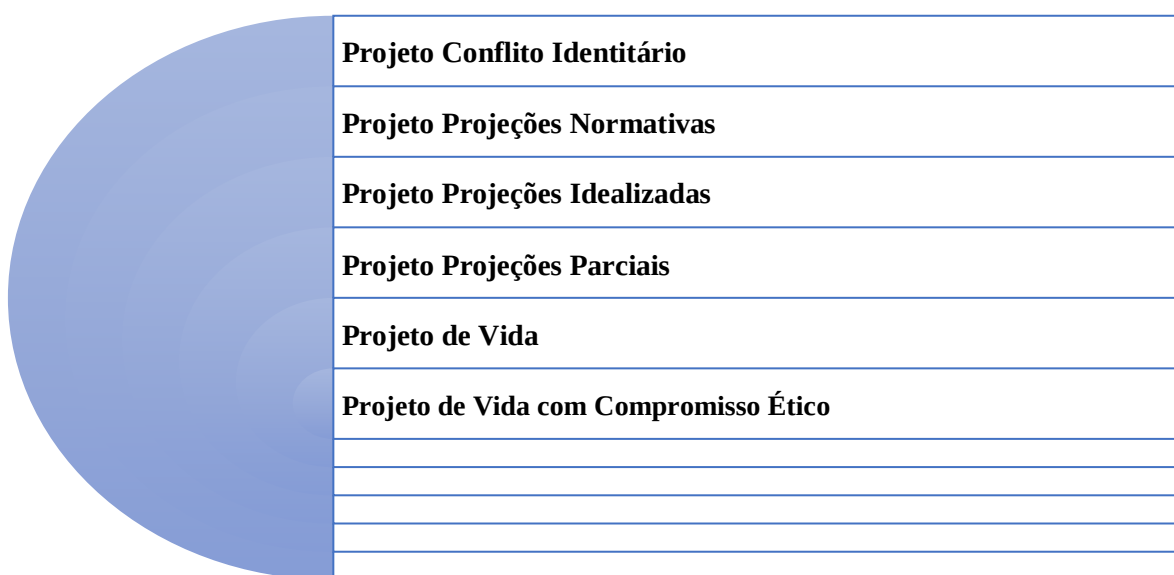 Projeto Conflito Identitário
Projeto Projeções Normativas
Projeto Projeções Idealizadas
Projeto Projeções Parciais
Projeto de Vida
Projeto de Vida com Compromisso Ético